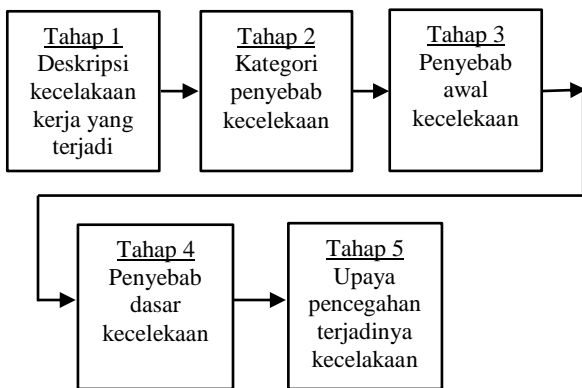 Tahap 1
Deskripsi
kecelakaan
kerja yang
terjadi
Tahap 2
Kategori
penyebab
kecelekaan
Tahap 3
Penyebab
awal
kecelekaan
Tahap 4
Penyebab
dasar
kecelekaan
Tahap 5
Upaya
pencegahan
terjadinya
kecelakaan